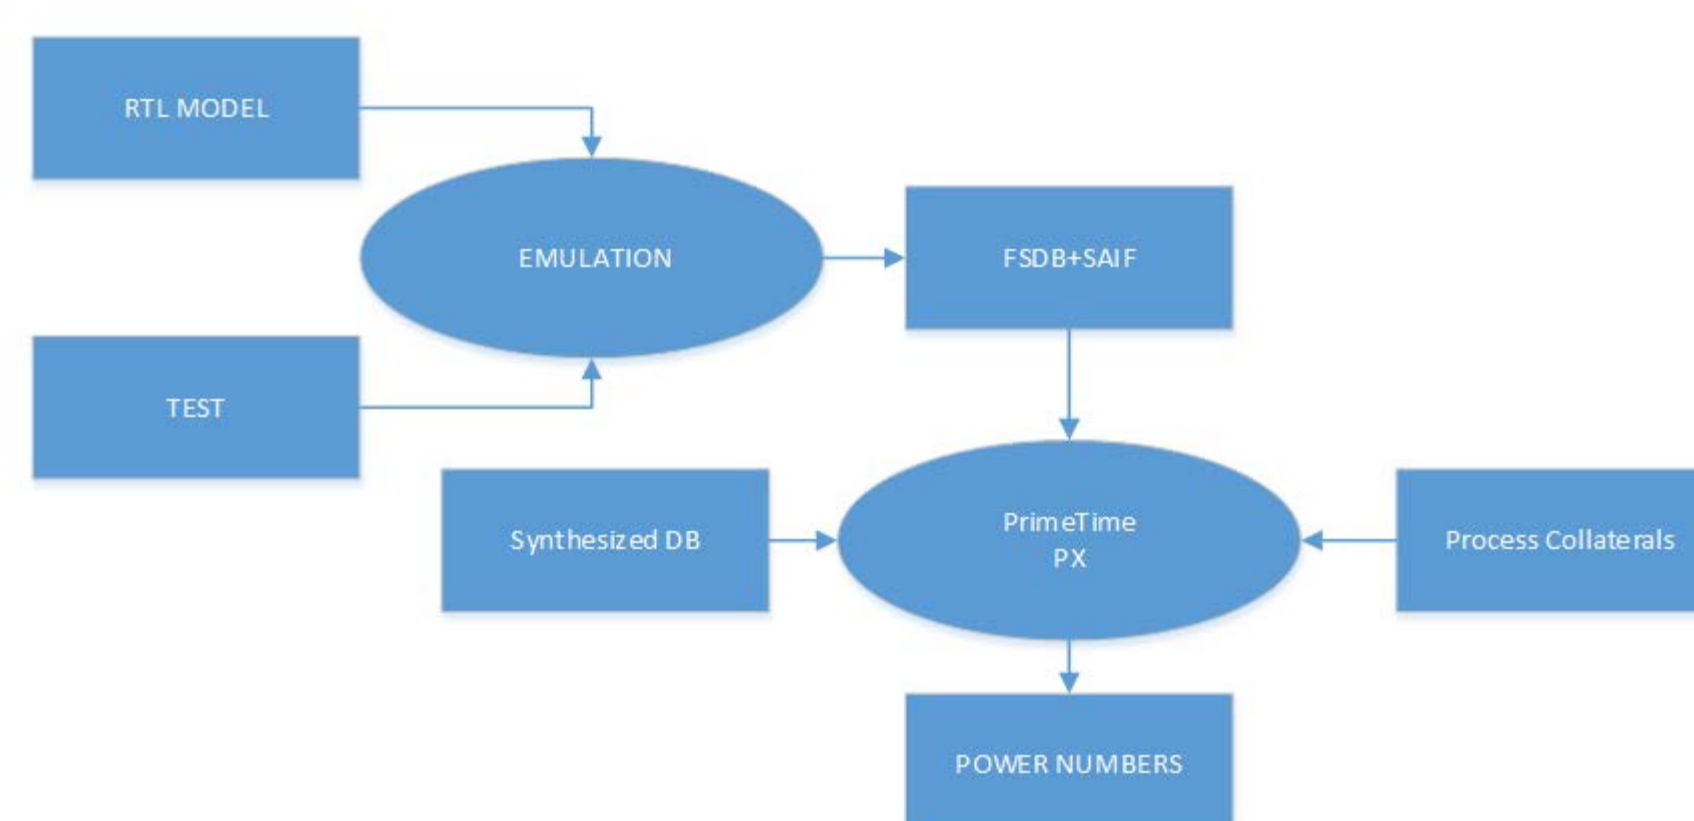 RTL MODEL
EMULATION
FSDB+SAIF
TEST
Synthesized DB
PrimeTime
PX
Process Collaterals
POWER NUMBERS